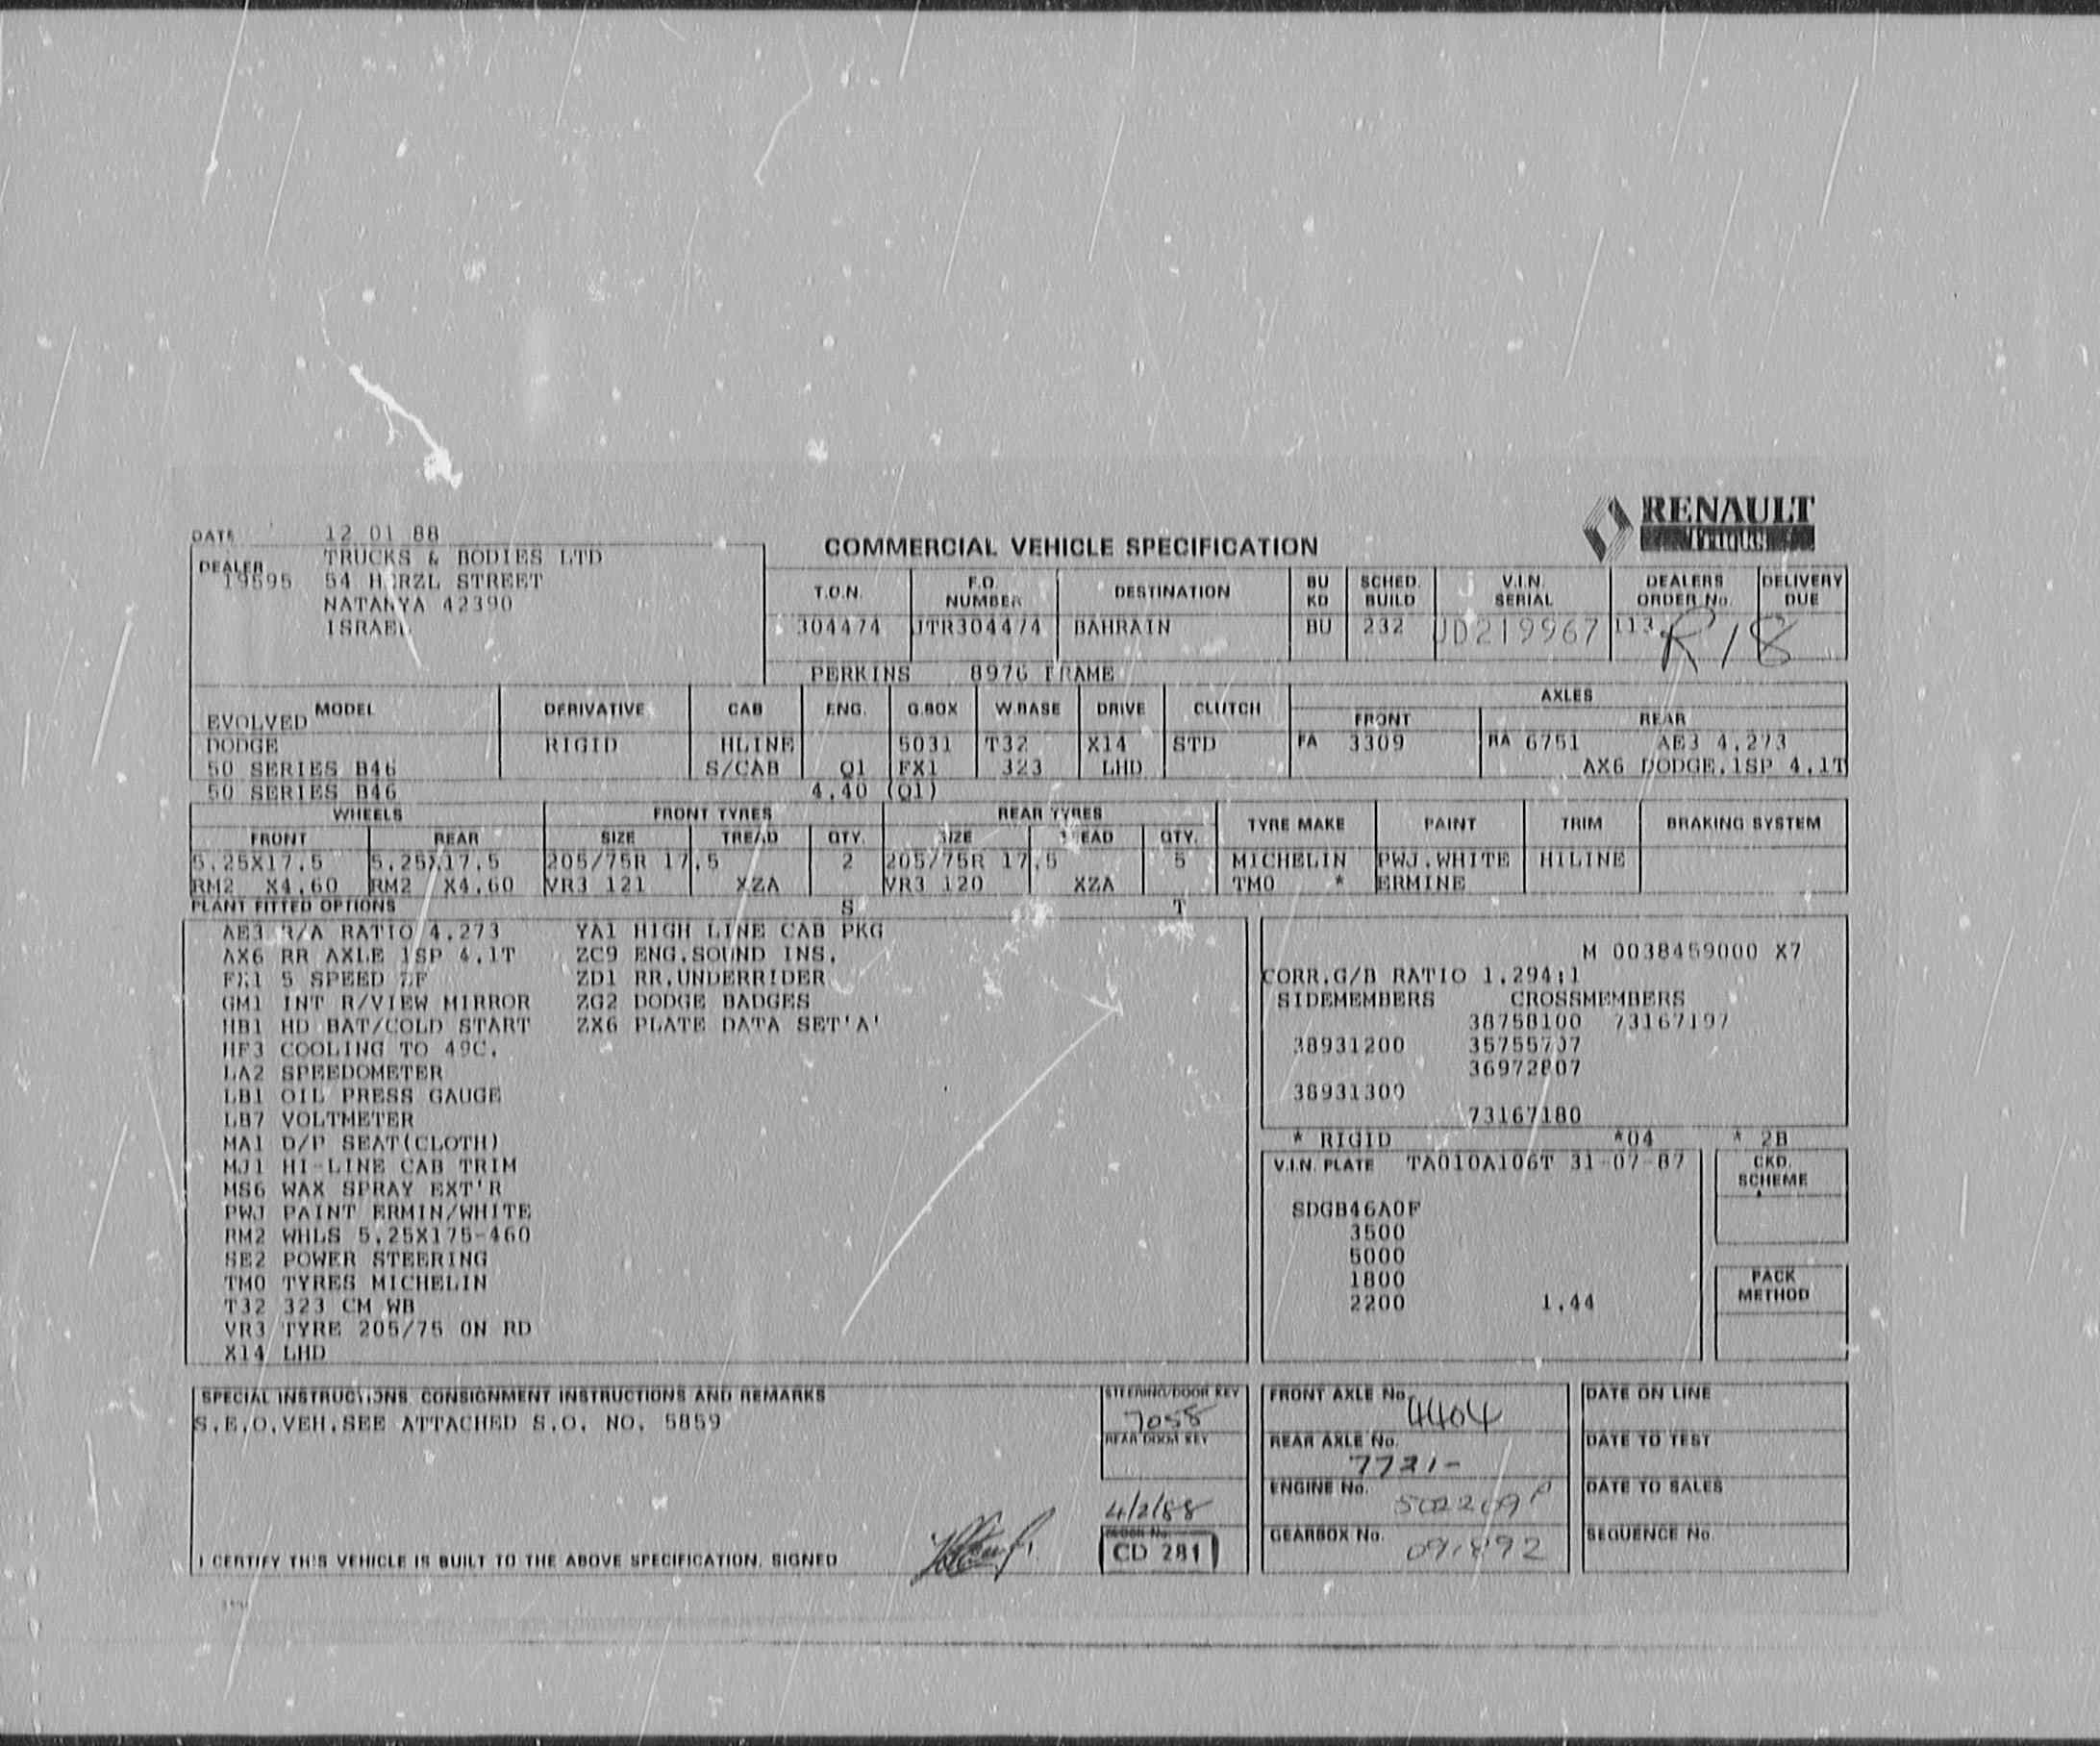 RENAULT
Trucks
DATE 12 01 88
COMMERCIAL VEHICLE SPECIFICATION
DEALER TRUCKS & BODIES LTD
19595 54 HERZL STREET
NATANYA 42390
ISRAEL
T.O.N. F.O. NUMBER DESTINATION BU KD SCHED. BUILD V.I.N. SERIAL DEALERS ORDER No. DELIVERY DUE
304474 JTR304474 BAHRAIN BU 232 JD219967 113 R18
PERKINS 8976 FRAME
MODEL DERIVATIVE CAB ENG. G.BOX W.BASE DRIVE CLUTCH AXLES
FRONT REAR
EVOLVED
DODGE RIGID HLINE 5031 T32 X14 STD FA 3309 RA 6751 AE3 4.273
50 SERIES B46 S/CAB Q1 FX1 323 LHD AX6 DODGE.1SP 4.1T
50 SERIES B46 4.40 (Q1)
WHEELS FRONT TYRES REAR TYRES TYRE MAKE PAINT TRIM BRAKING SYSTEM
FRONT REAR SIZE TREAD QTY. SIZE TREAD QTY.
5.25X17.5 5.25X17.5 205/75R 17.5 2 205/75R 17.5 5 MICHELIN PWJ.WHITE HILINE
RM2 X4.60 RM2 X4.60 VR3 121 XZA VR3 120 XZA TM0 * ERMINE
PLANT FITTED OPTIONS S T
AE3 R/A RATIO 4.273 YA1 HIGH LINE CAB PKG
AX6 RR AXLE 1SP 4.1T ZC9 ENG.SOUND INS.
FX1 5 SPEED ZF ZD1 RR.UNDERRIDER
GM1 INT R/VIEW MIRROR ZG2 DODGE BADGES
HB1 HD BAT/COLD START ZX6 PLATE DATA SET'A'
HF3 COOLING TO 49C.
LA2 SPEEDOMETER
LB1 OIL PRESS GAUGE
LB7 VOLTMETER
MA1 D/P SEAT(CLOTH)
MJ1 HI-LINE CAB TRIM
MS6 WAX SPRAY EXT'R
PWJ PAINT ERMIN/WHITE
RM2 WHLS 5.25X175-460
SE2 POWER STEERING
TM0 TYRES MICHELIN
T32 323 CM WB
VR3 TYRE 205/75 ON RD
X14 LHD
M 0038459000 X7
CORR.G/B RATIO 1.294:1
SIDEMEMBERS CROSSMEMBERS
38758100 73167197
38931200 35755707
36972807
38931300
73167180
* RIGID *04 * 2B
V.I.N. PLATE TA010A106T 31-07-87
SDGB46A0F
3500
5000
1800
2200 1.44
CKD. SCHEME
PACK METHOD
SPECIAL INSTRUCTIONS CONSIGNMENT INSTRUCTIONS AND REMARKS
S.E.O.VEH.SEE ATTACHED S.O. NO. 5859
STEERING/DOOR KEY
7058
REAR DOOR KEY
4/2/88
CD 281
I CERTIFY THIS VEHICLE IS BUILT TO THE ABOVE SPECIFICATION. SIGNED
FRONT AXLE No. 4404
REAR AXLE No. 7721-
ENGINE No. 502209P
GEARBOX No. 091892
DATE ON LINE
DATE TO TEST
DATE TO SALES
SEQUENCE No.